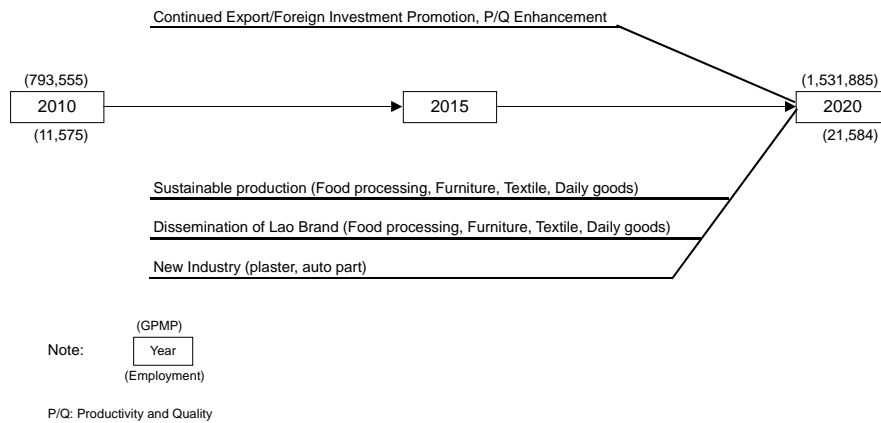 Continued Export/Foreign Investment Promotion, P/Q Enhancement
(793,555)
(1,531,885)
2010
2015
2020
(11,575)
(21,584)
Sustainable production (Food processing, Furniture, Textile, Daily goods)
Dissemination of Lao Brand (Food processing, Furniture, Textile, Daily goods)
New Industry (plaster, auto part)
(GPMP)
Note:
Year
(Employment)
P/Q: Productivity and Quality